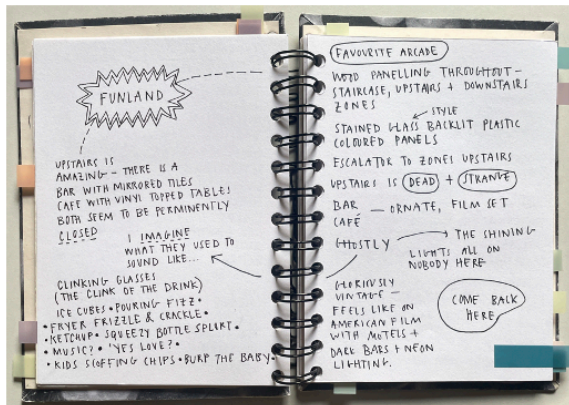 FUNLAND
UPSTAIRS IS
AMAZING – THERE IS A
BAR WITH MIRRORED TILES
CAFE WITH VINYL TOPPED TABLES
BOTH SEEM TO BE PERMINENTLY
CLOSED
I IMAGINE
WHAT THEY USED TO
SOUND LIKE...
CLINKING GLASSES
(THE CLINK OF THE DRINK)
ICE CUBES • POURING FIZZ •
• FRYER FRIZZLE & CRACKLE •
• KETCHUP • SQUEEZY BOTTLE SPLURT •
• MUSIC? • 'YES LOVE?' •
• KIDS SCOFFING CHIPS • BURP THE BABY •
FAVOURITE ARCADE
WOOD PANELLING THROUGHOUT –
STAIRCASE, UPSTAIRS + DOWNSTAIRS
ZONES
STYLE
STAINED GLASS BACKLIT PLASTIC
COLOURED PANELS
ESCALATOR TO ZONES UPSTAIRS
UPSTAIRS IS DEAD + STRANGE
BAR
CAFÉ – ORNATE, FILM SET
GHOSTLY → THE SHINING
LIGHTS ALL ON
NOBODY HERE
GLORIOUSLY
VINTAGE –
FEELS LIKE AN
AMERICAN FILM
WITH MOTELS +
DARK BARS + NEON
LIGHTING.
COME BACK
HERE